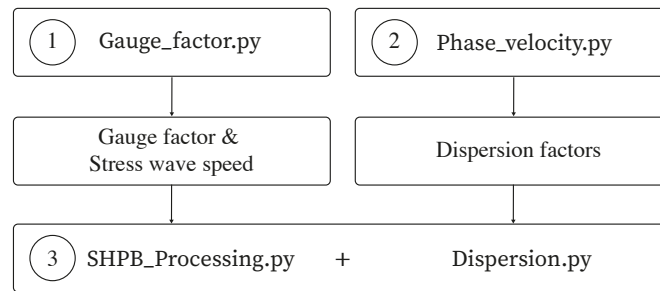 1 Gauge_factor.py
2 Phase_velocity.py
Gauge factor &
Stress wave speed
Dispersion factors
3 SHPB_Processing.py + Dispersion.py